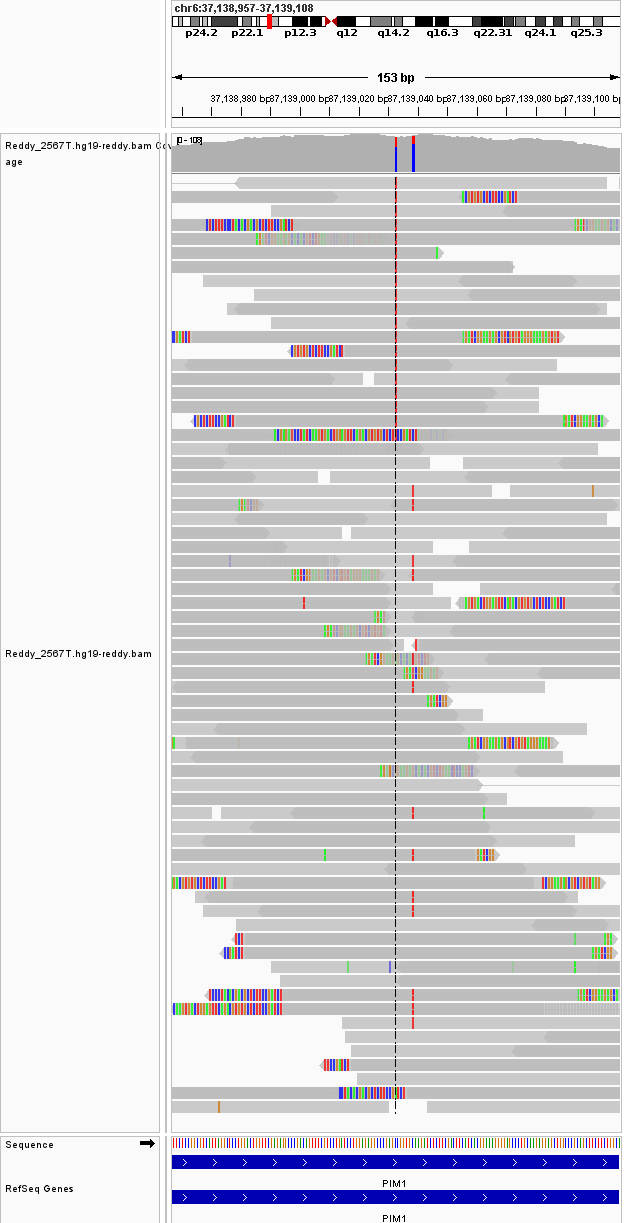 chr6:37,138,957-37,139,108
p24.2 p22.1 p12.3 q12 q14.2 q16.3 q22.31 q24.1 q25.3
153 bp
37,138,980 bp 37,139,000 bp 37,139,020 bp 37,139,040 bp 37,139,060 bp 37,139,080 bp 37,139,100 bp
Reddy_2567T.hg19-reddy.bam Cov
age
Reddy_2567T.hg19-reddy.bam
Sequence
RefSeq Genes
PIM1
PIM1